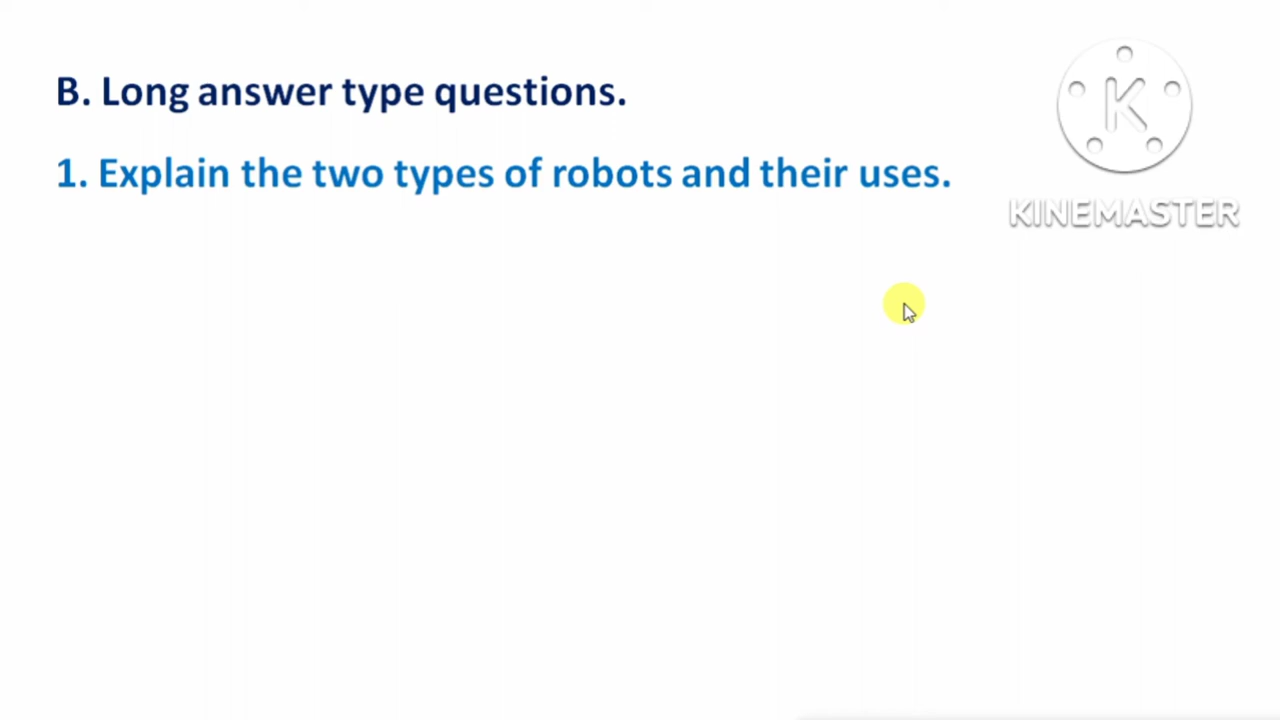 B. Long answer type questions.
1. Explain the two types of robots and their uses.
K
KINEMASTER